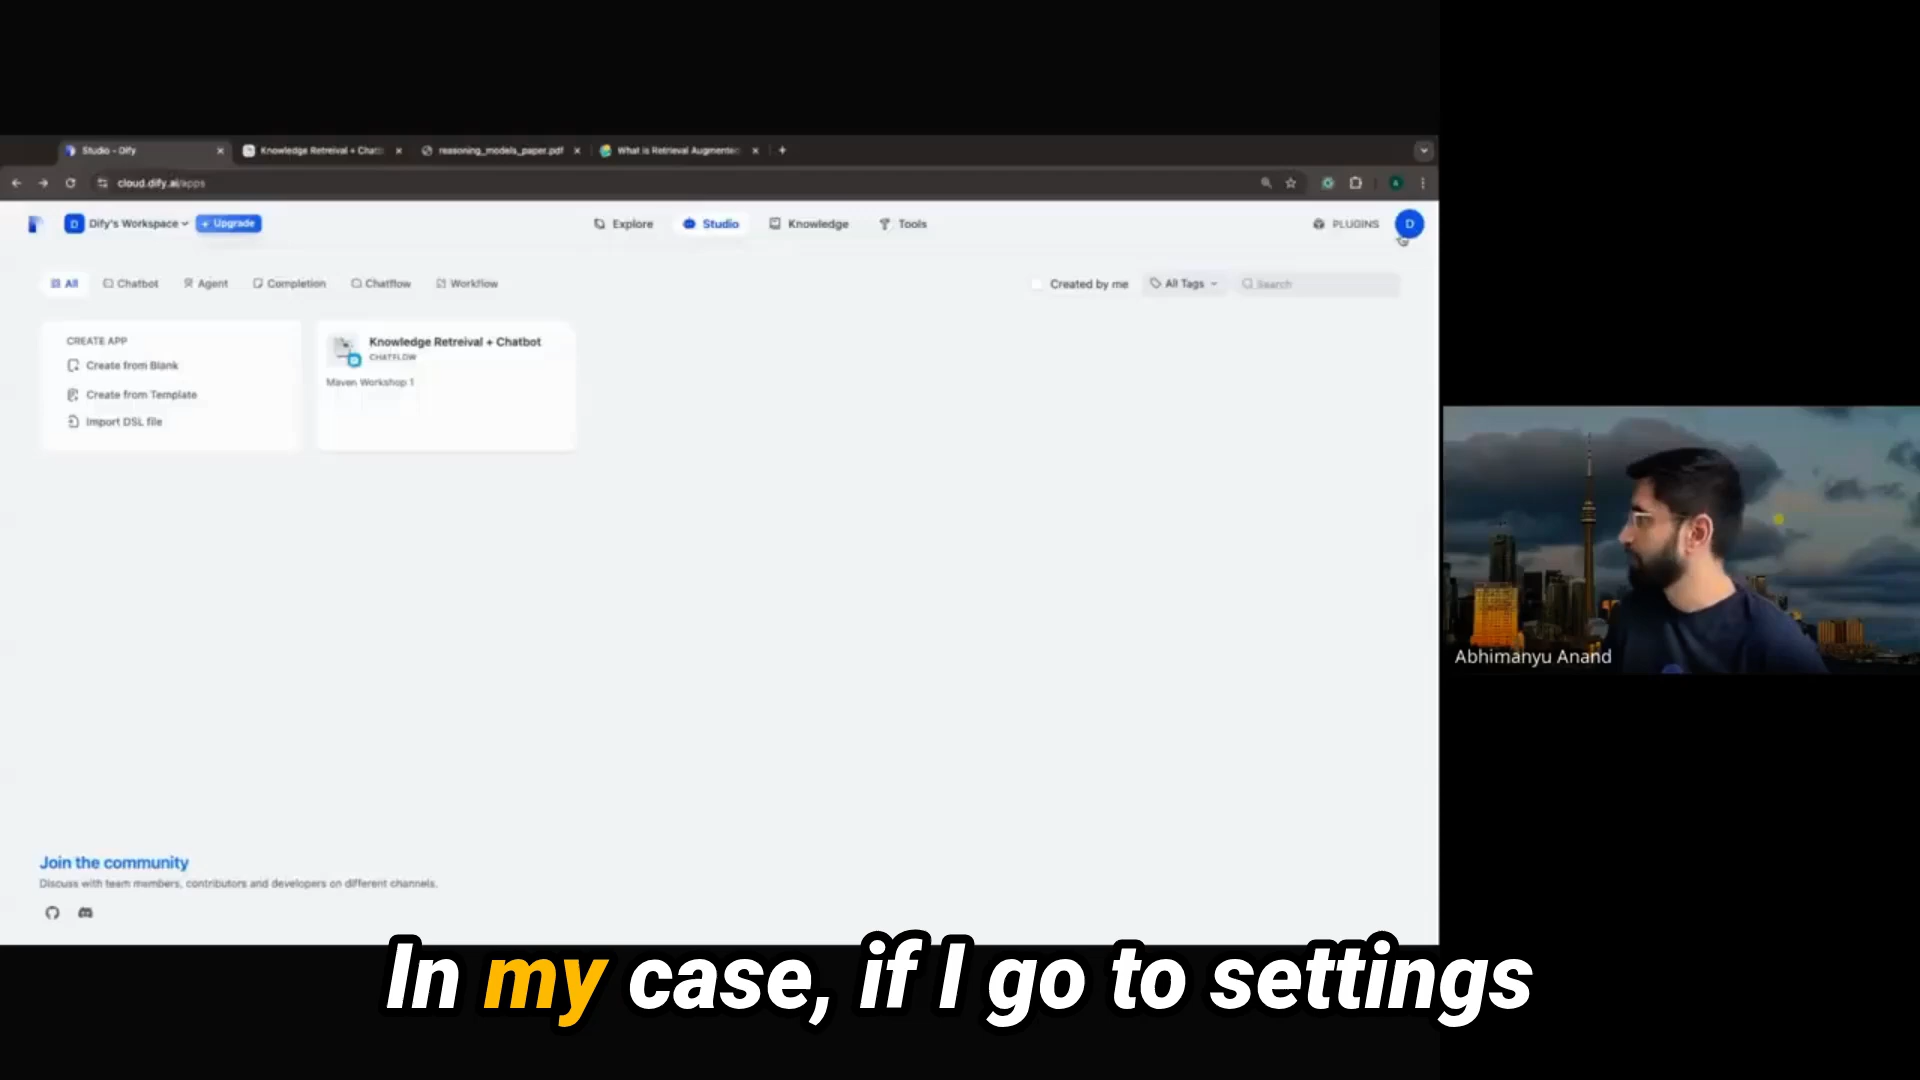 Studio - Dify
Knowledge Retreival + Chat
reasoning_models_paper.pdf
What is Retrieval Augmente
cloud.dify.ai/apps
D
Dify's Workspace
Upgrade
Explore
Studio
Knowledge
Tools
PLUGINS
D
All
Chatbot
Agent
Completion
Chatflow
Workflow
Created by me
All Tags
Search
CREATE APP
Create from Blank
Create from Template
Import DSL file
Knowledge Retreival + Chatbot
CHATFLOW
Maven Workshop 1
Abhimanyu Anand
Join the community
Discuss with team members, contributors and developers on different channels.
In my case, if I go to settings